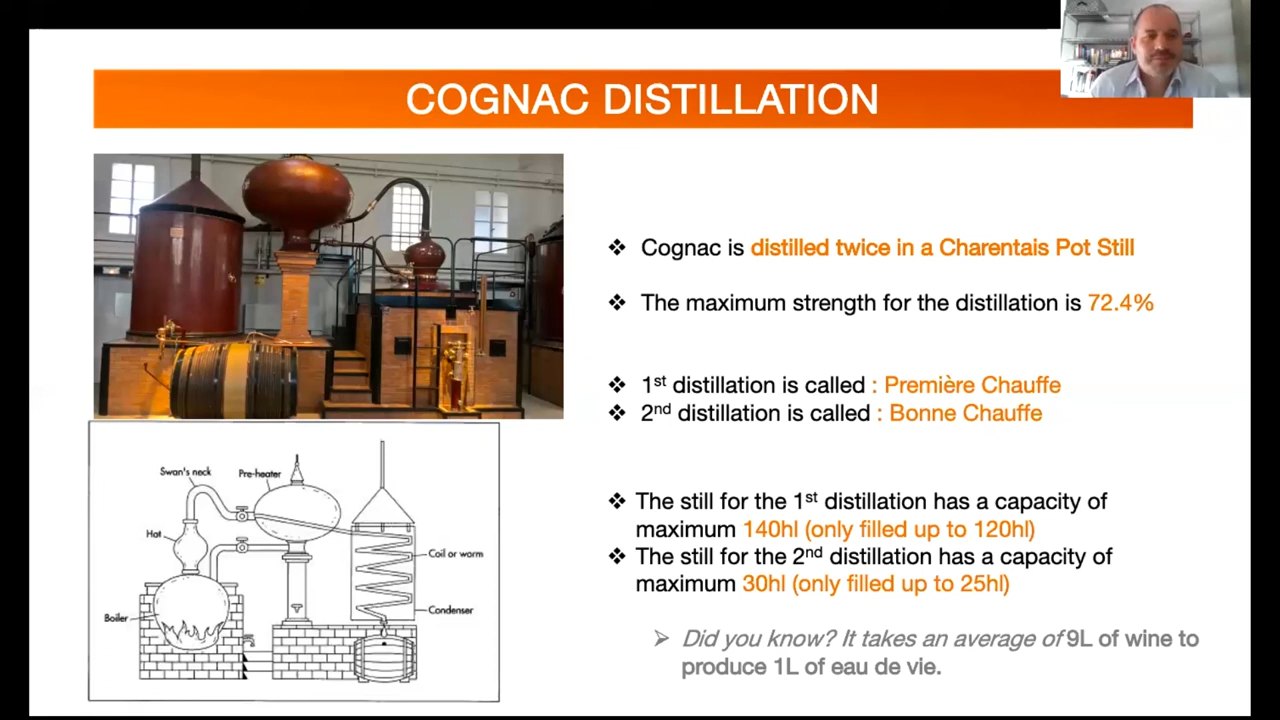 COGNAC DISTILLATION
❖ Cognac is distilled twice in a Charentais Pot Still
❖ The maximum strength for the distillation is 72.4%
❖ 1st distillation is called : Première Chauffe
❖ 2nd distillation is called : Bonne Chauffe
❖ The still for the 1st distillation has a capacity of
maximum 140hl (only filled up to 120hl)
❖ The still for the 2nd distillation has a capacity of
maximum 30hl (only filled up to 25hl)
➢ Did you know? It takes an average of 9L of wine to
produce 1L of eau de vie.
Swan's neck
Pre-heater
Hat
Coil or worm
Boiler
Condenser